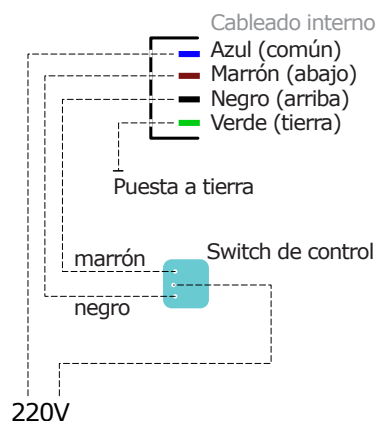 Cableado interno
Azul (común)
Marrón (abajo)
Negro (arriba)
Verde (tierra)
Puesta a tierra
marrón
Switch de control
negro
220V